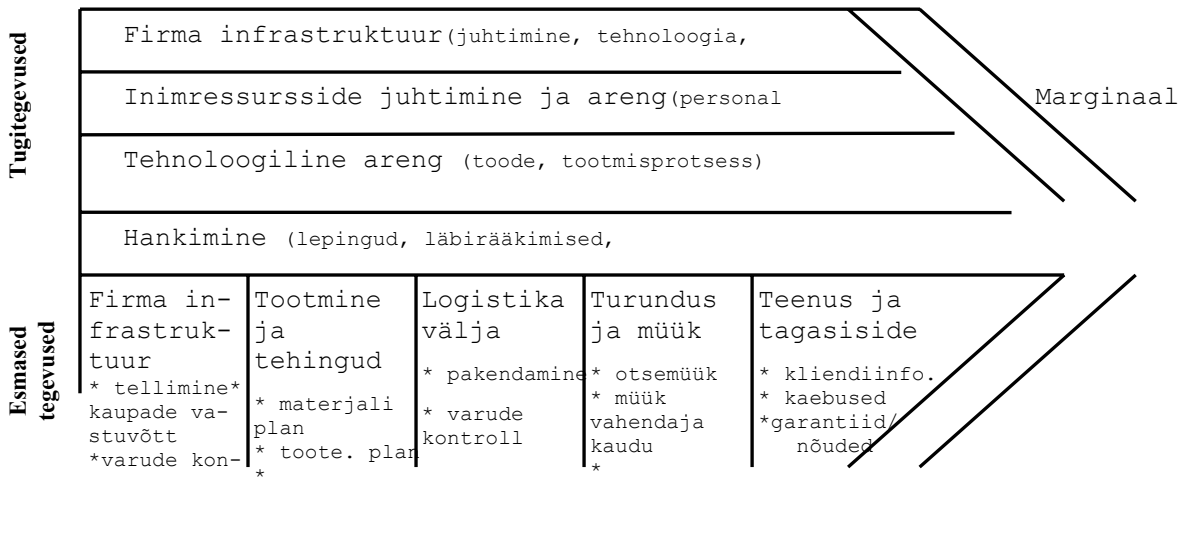 Tugitegevused
Firma infrastruktuur(juhtimine, tehnoloogia,
Inimressursside juhtimine ja areng(personal
Marginaal
Tehnoloogiline areng (toode, tootmisprotsess)
Hankimine (lepingud, läbirääkimised,
Esmased
tegevused
Firma in-
frastruk-
tuur
* tellimine*
kaupade va-
stuvõtt
*varude kon-
Tootmine
ja
tehingud
* materjali
plan
* toote. plan
*
Logistika
välja
* pakendamine
* varude
kontroll
Turundus
ja müük
* otsemüük
* müük
vahendaja
kaudu
*
Teenus ja
tagasiside
* kliendiinfo.
* kaebused
*garantiid/
nõuded